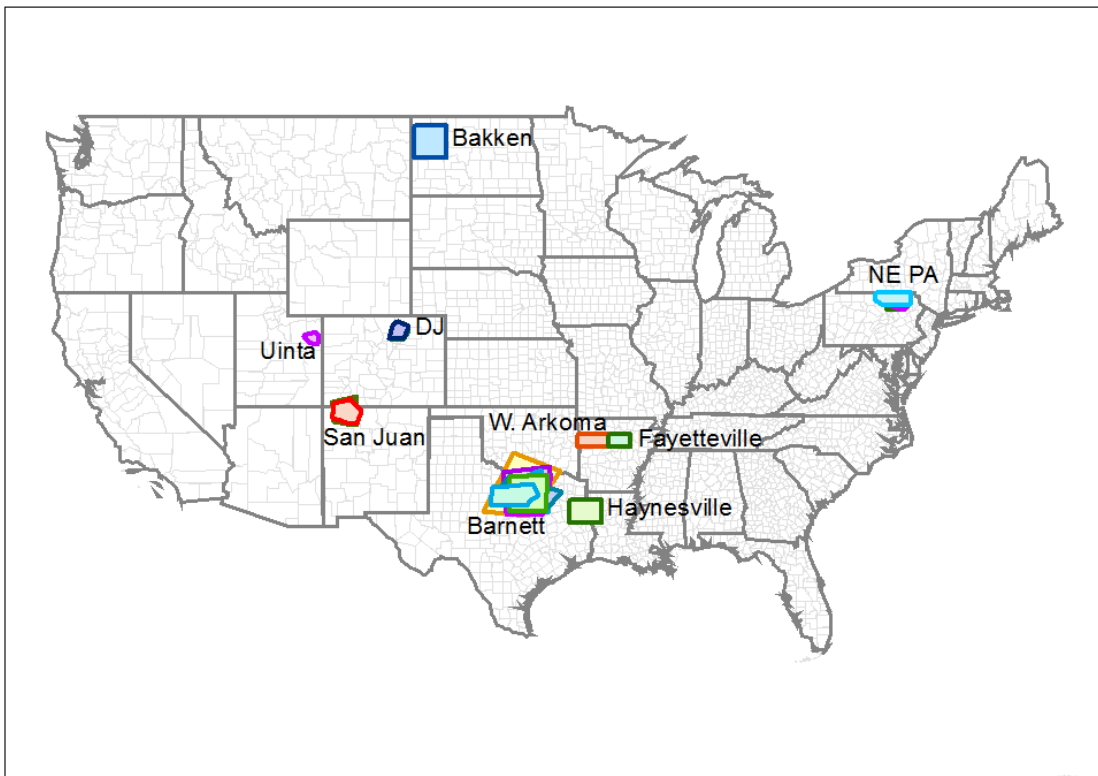 Bakken
NE PA
DJ
Uinta
San Juan
W. Arkoma
Fayetteville
Haynesville
Barnett